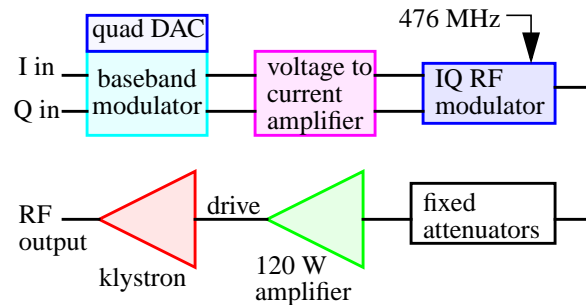 476 MHz
quad DAC
I in
Q in
baseband
modulator
voltage to
current
amplifier
IQ RF
modulator
RF
output
klystron
drive
120 W
amplifier
fixed
attenuators